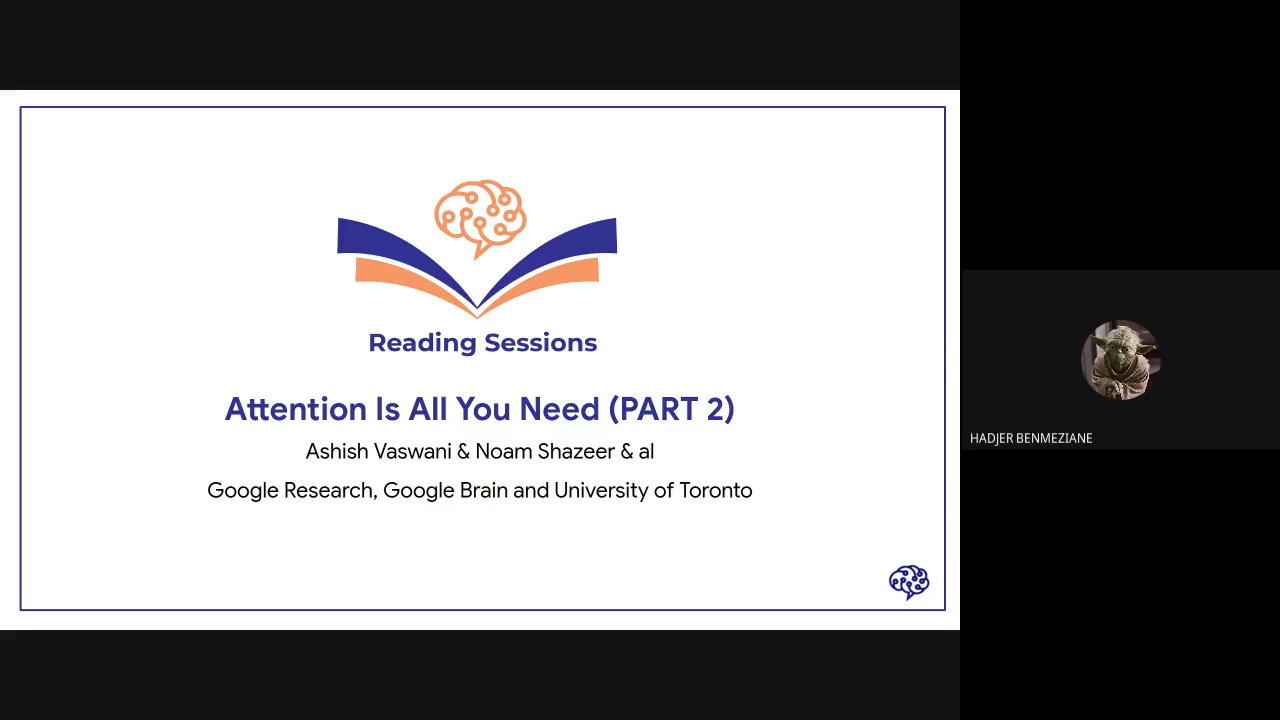 Reading Sessions
Attention Is All You Need (PART 2)
Ashish Vaswani & Noam Shazeer & al
Google Research, Google Brain and University of Toronto
HADJER BENMEZIANE